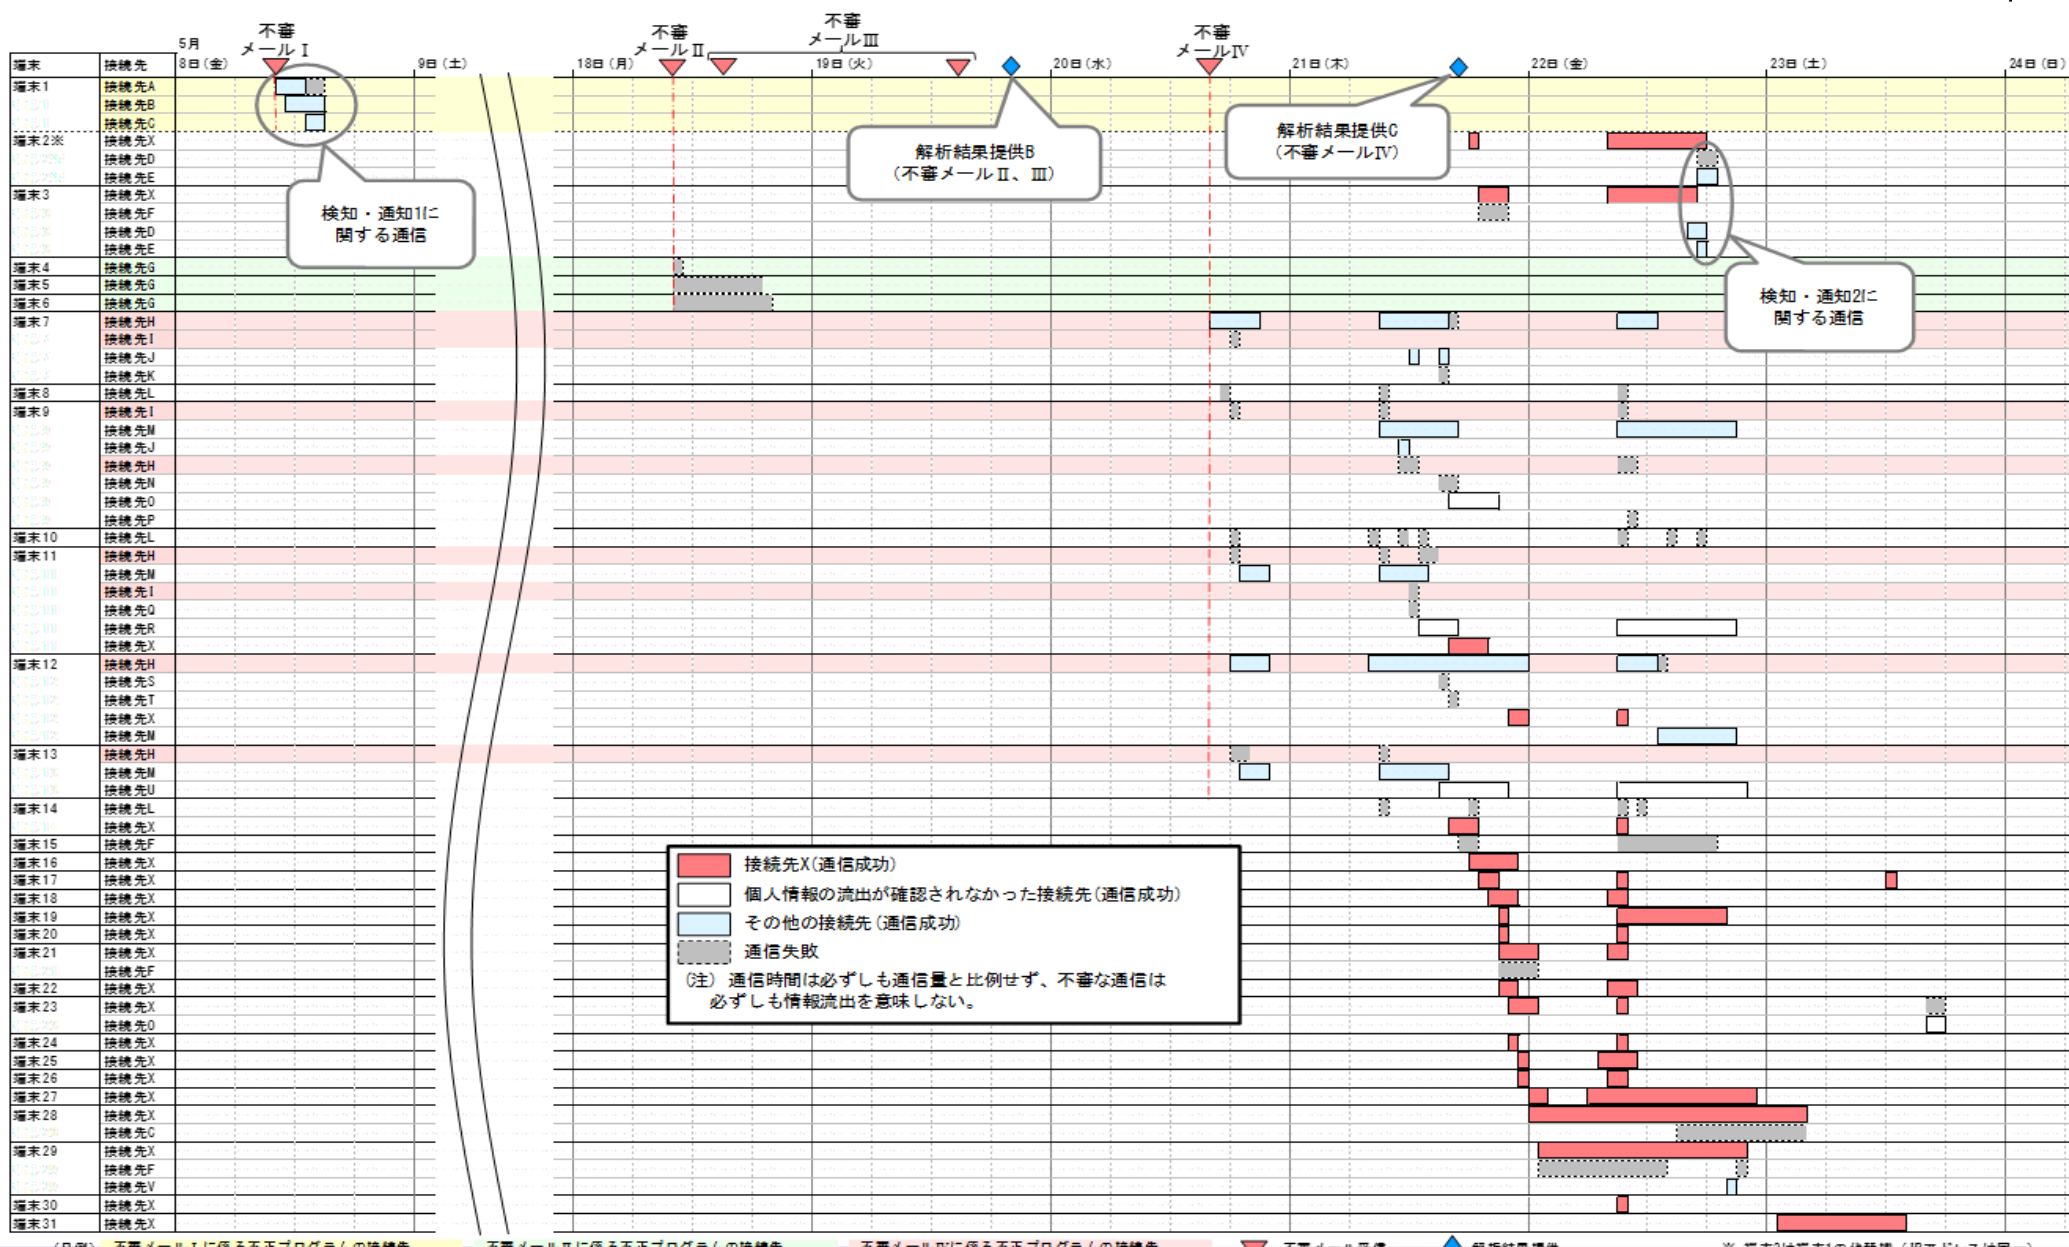 不審
メールⅠ
不審
メールⅡ
不審
メールⅢ
不審
メールⅣ
5月
端末 接続先 8日(金) 9日(土) 18日(月) 19日(火) 20日(水) 21日(木) 22日(金) 23日(土) 24日(日)
端末1 接続先A
接続先B
接続先C
端末2※ 接続先X
接続先D
接続先E
端末3 接続先X
接続先F
接続先D
接続先E
端末4 接続先G
端末5 接続先G
端末6 接続先G
端末7 接続先H
接続先I
接続先J
接続先K
端末8 接続先L
端末9 接続先I
接続先M
接続先J
接続先H
接続先N
接続先O
接続先P
端末10 接続先L
端末11 接続先H
接続先M
接続先I
接続先Q
接続先R
接続先X
端末12 接続先H
接続先S
接続先T
接続先X
接続先M
端末13 接続先H
接続先M
接続先U
端末14 接続先L
接続先X
端末15 接続先F
端末16 接続先X
端末17 接続先X
端末18 接続先X
端末19 接続先X
端末20 接続先X
端末21 接続先X
接続先F
端末22 接続先X
端末23 接続先X
接続先O
端末24 接続先X
端末25 接続先X
端末26 接続先X
端末27 接続先X
端末28 接続先X
接続先C
端末29 接続先X
接続先F
接続先V
端末30 接続先X
端末31 接続先X
検知・通知1に
関する通信
解析結果提供B
(不審メールⅡ、Ⅲ)
解析結果提供C
(不審メールⅣ)
検知・通知2に
関する通信
接続先X(通信成功)
個人情報の流出が確認されなかった接続先(通信成功)
その他の接続先(通信成功)
通信失敗
(注) 通信時間は必ずしも通信量と比例せず、不審な通信は
必ずしも情報流出を意味しない。